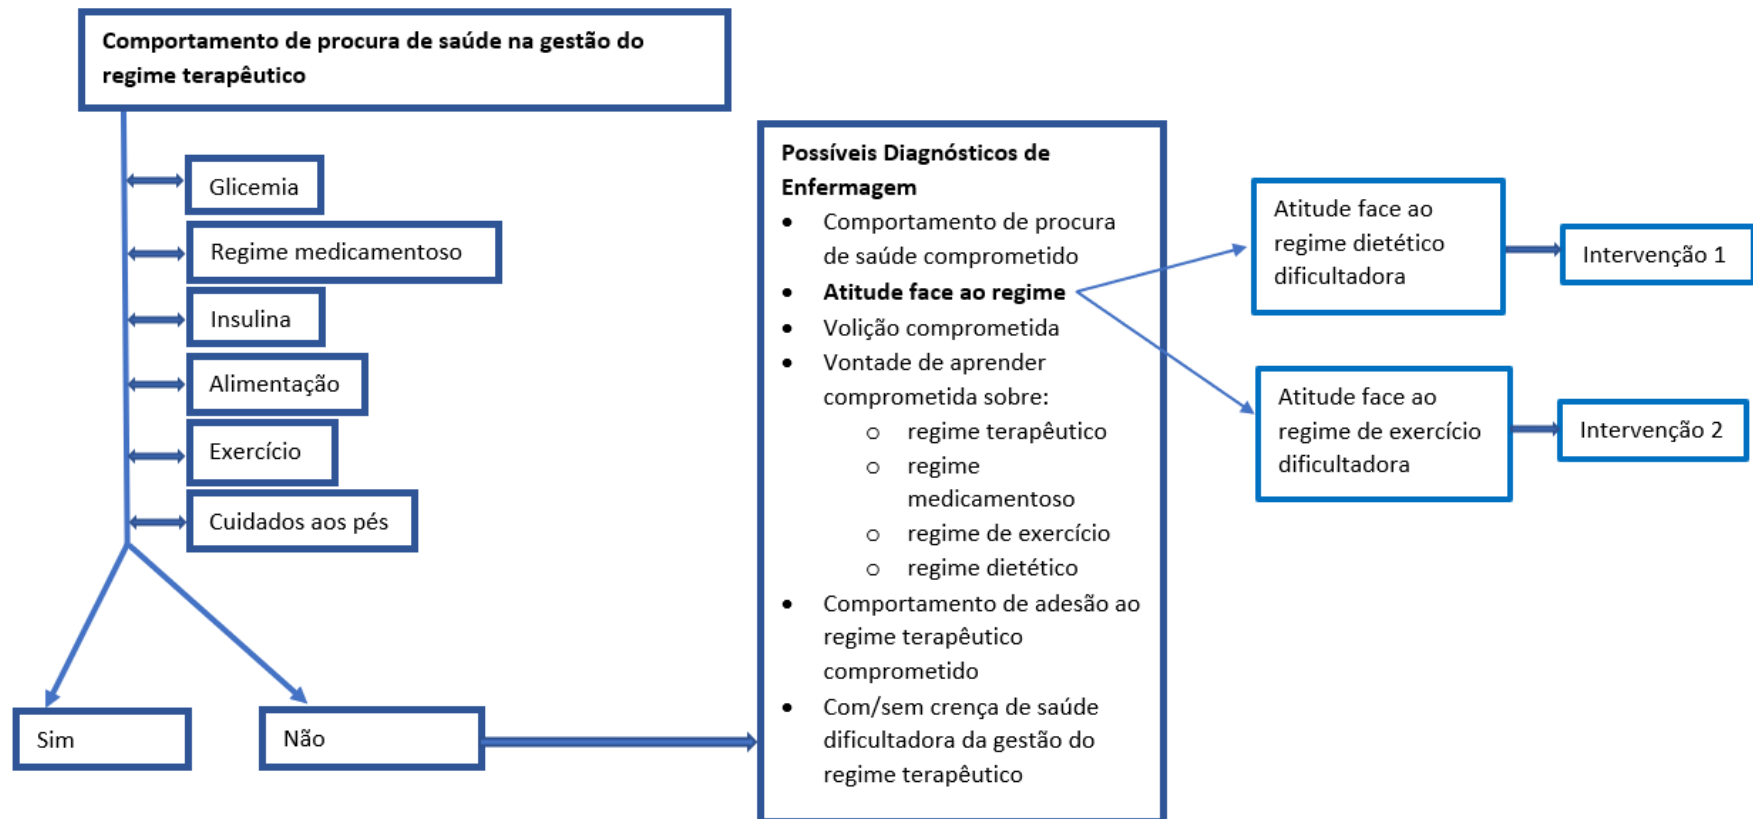 Comportamento de procura de saúde na gestão do
regime terapêutico
Glicemia
Regime medicamentoso
Insulina
Alimentação
Exercício
Cuidados aos pés
Sim
Não
Possíveis Diagnósticos de
Enfermagem
• Comportamento de procura
de saúde comprometido
• Atitude face ao regime
• Volição comprometida
• Vontade de aprender
comprometida sobre:
o regime terapêutico
o regime
medicamentoso
o regime de exercício
o regime dietético
• Comportamento de adesão ao
regime terapêutico
comprometido
• Com/sem crença de saúde
dificultadora da gestão do
regime terapêutico
Atitude face ao
regime dietético
dificultadora
Intervenção 1
Atitude face ao
regime de exercício
dificultadora
Intervenção 2